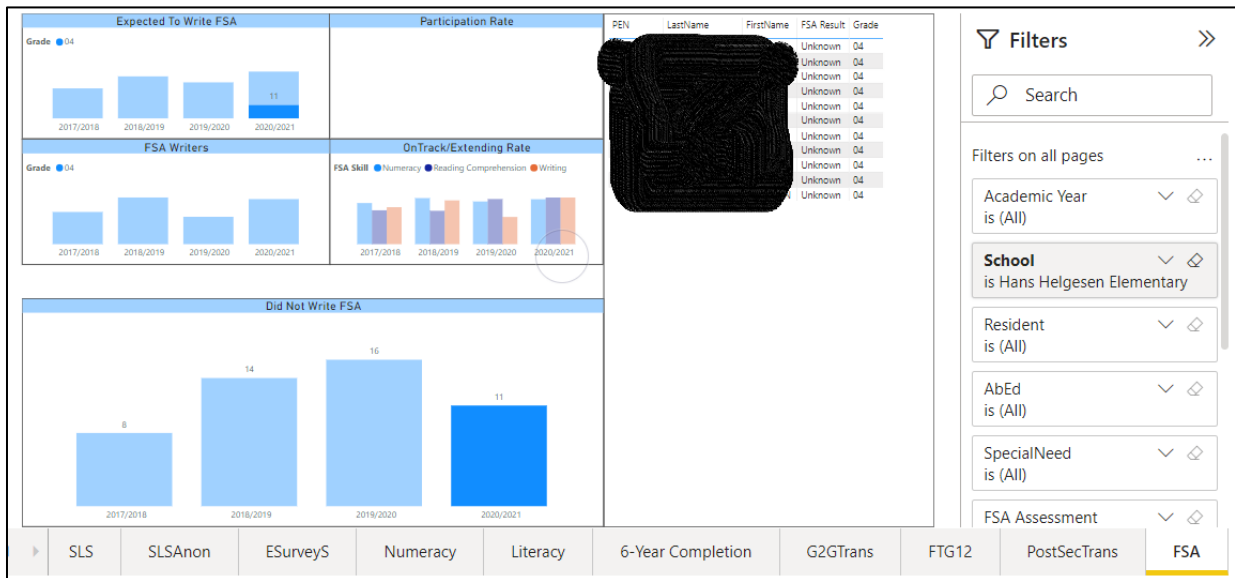 Expected To Write FSA
Grade 04
11
2017/2018 2018/2019 2019/2020 2020/2021
Participation Rate
FSA Writers
Grade 04
2017/2018 2018/2019 2019/2020 2020/2021
OnTrack/Extending Rate
FSA Skill Numeracy Reading Comprehension Writing
2017/2018 2018/2019 2019/2020 2020/2021
Did Not Write FSA
8
14
16
11
2017/2018 2018/2019 2019/2020 2020/2021
PEN LastName FirstName FSA Result Grade
Unknown 04
Unknown 04
Unknown 04
Unknown 04
Unknown 04
Unknown 04
Unknown 04
Unknown 04
Unknown 04
Unknown 04
Unknown 04
Filters
Search
Filters on all pages ...
Academic Year
is (All)
School
is Hans Helgesen Elementary
Resident
is (All)
AbEd
is (All)
SpecialNeed
is (All)
FSA Assessment
SLS SLSAnon ESurveyS Numeracy Literacy 6-Year Completion G2GTrans FTG12 PostSecTrans FSA